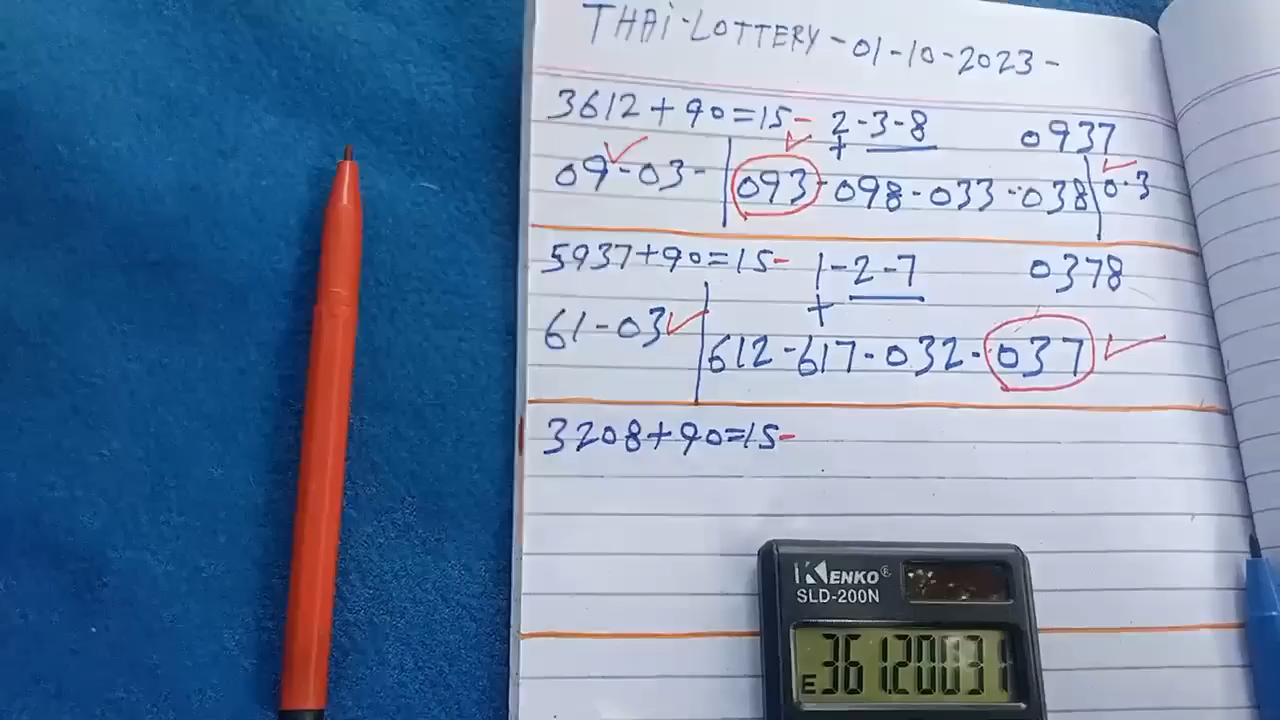 THAI-LOTTERY-01-10-2023-
3612+90=15- 2-3-8 0937
+
09-03- 093-098-033-038 0.3
5937+90=15- 1-2-7 0378
+
61-03 612-617-032-037
3208+90=15-
KENKO®
SLD-200N
E361.20031